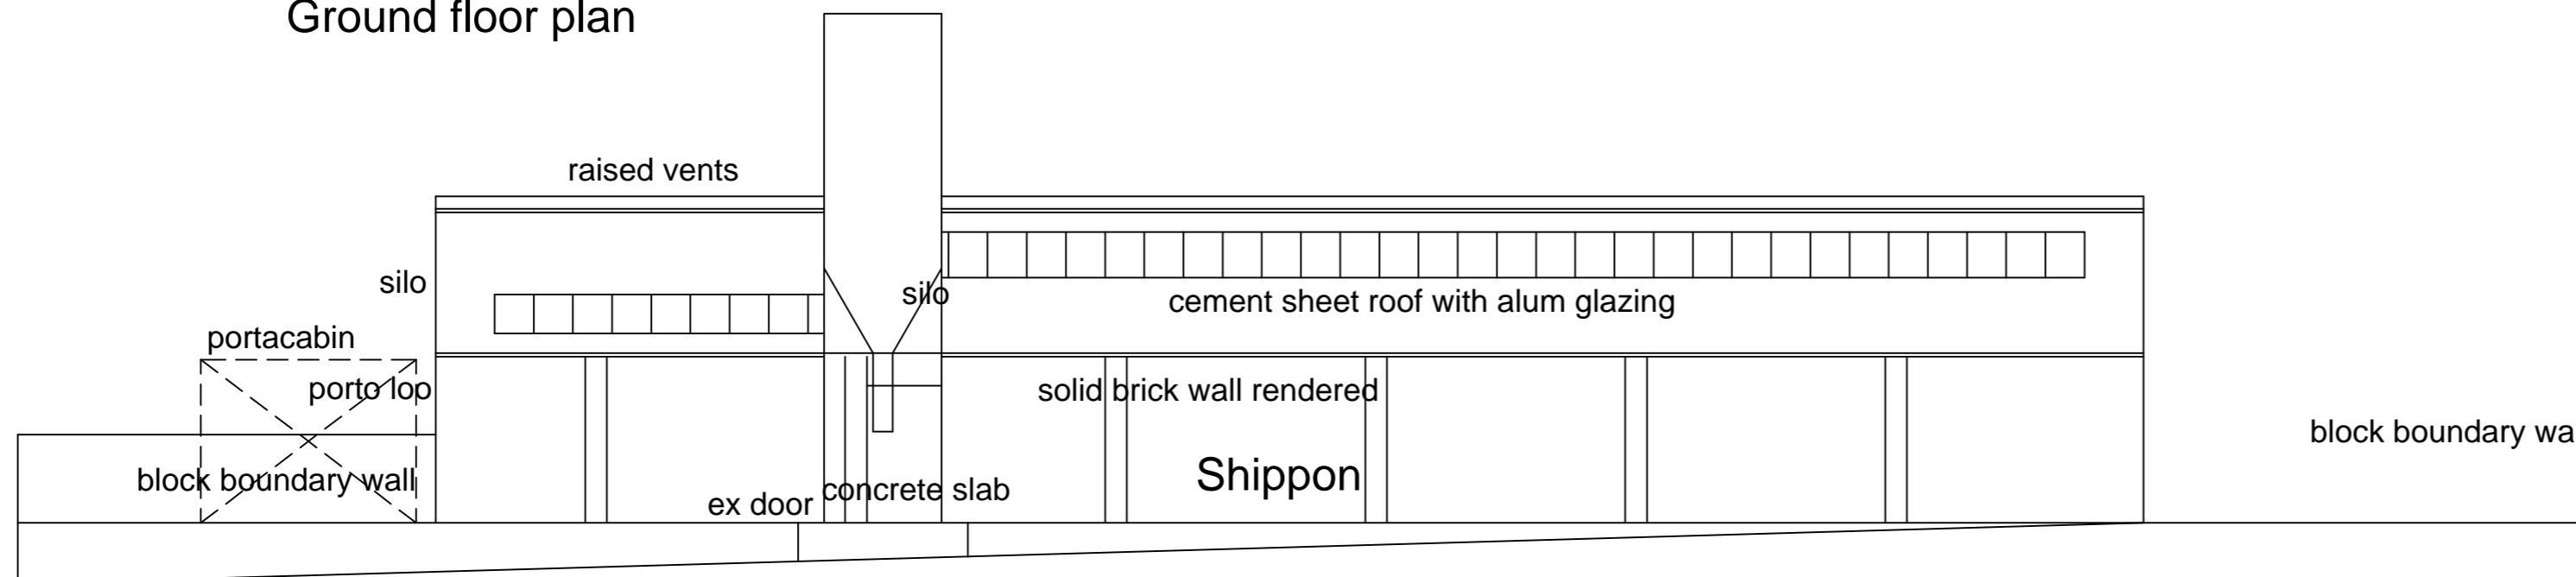 Ground floor plan
raised vents
silo
silo
cement sheet roof with alum glazing
portacabin
porto loo
solid brick wall rendered
block boundary wa
block boundary wall
Shippon
concrete slab
ex door